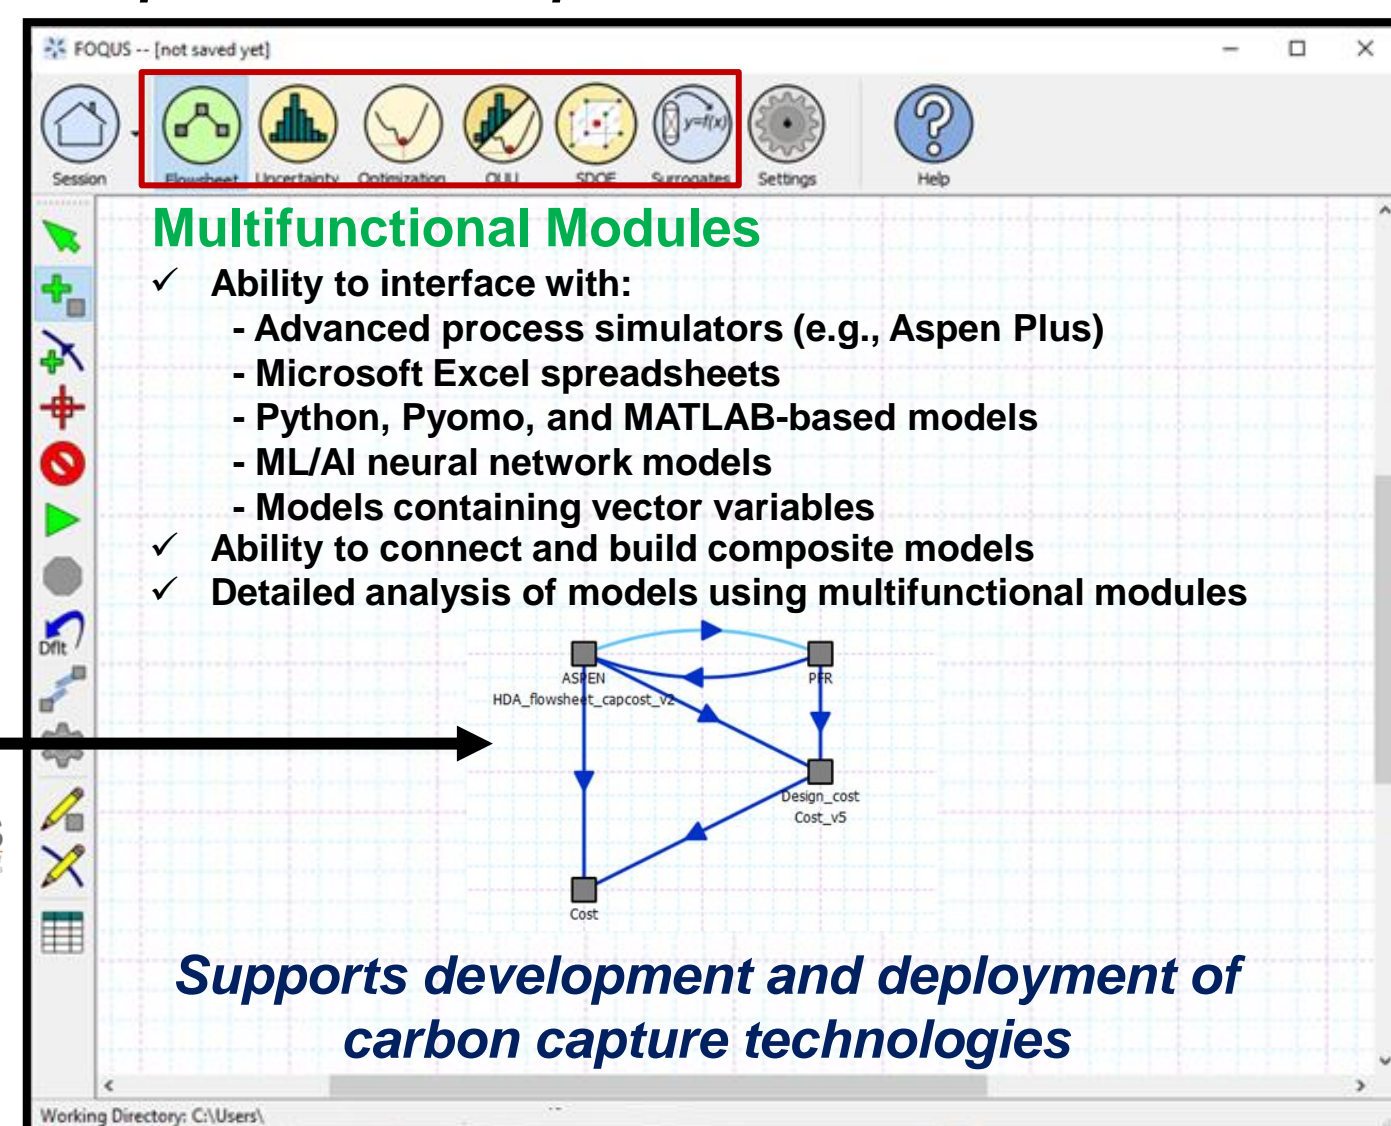 FOQUS -- [not saved yet]
y=f(x)
Session
Flowsheet Uncertainty Optimization OUU SDOE Surrogates Settings Help
Multifunctional Modules
✓ Ability to interface with:
- Advanced process simulators (e.g., Aspen Plus)
- Microsoft Excel spreadsheets
- Python, Pyomo, and MATLAB-based models
- ML/AI neural network models
- Models containing vector variables
✓ Ability to connect and build composite models
✓ Detailed analysis of models using multifunctional modules
Dflt
ASPEN
HDA_flowsheet_capcost_v2
PFR
Design_cost
Cost_v5
Cost
Supports development and deployment of
carbon capture technologies
Working Directory: C:\Users\